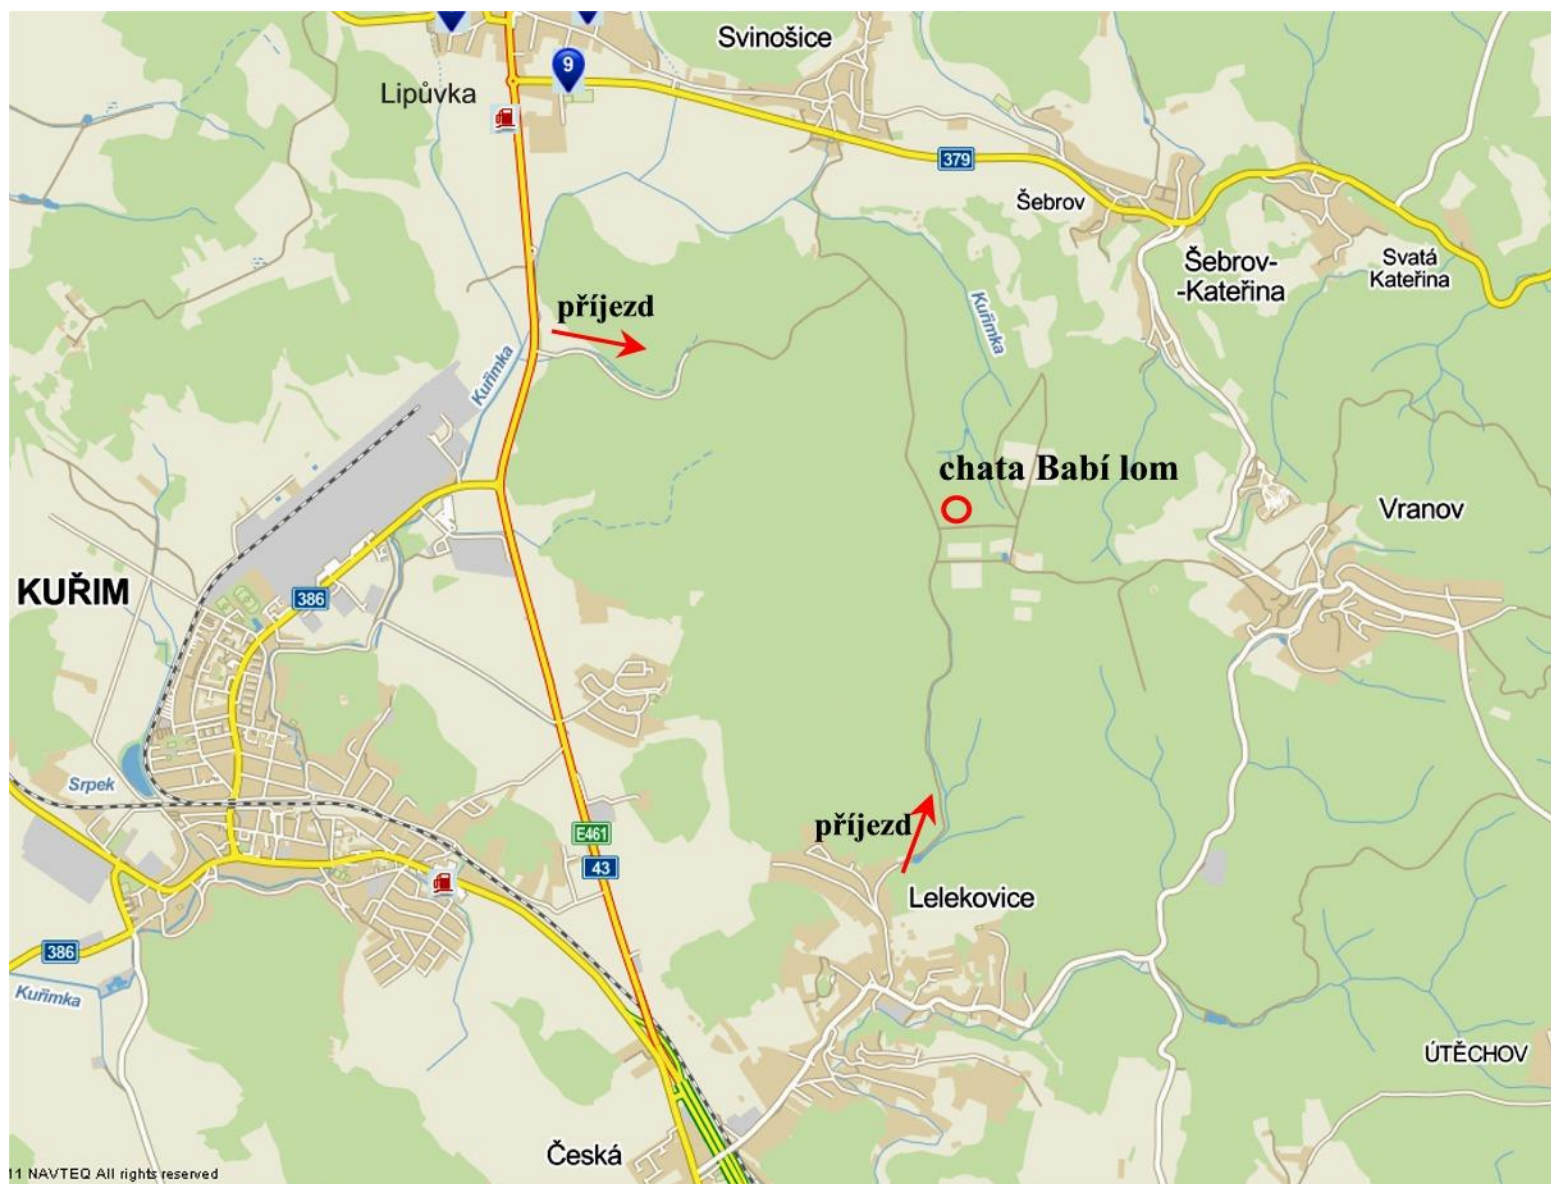 Svinošice
9
Lipůvka
379
Šebrov
Šebrov-
-Kateřina
Svatá
Kateřina
příjezd
Kuřimka
Kuřimka
chata Babí lom
Vranov
KUŘIM
386
Srpek
příjezd
E461
43
Lelekovice
386
Kuřimka
ÚTĚCHOV
Česká
11 NAVTEQ All rights reserved